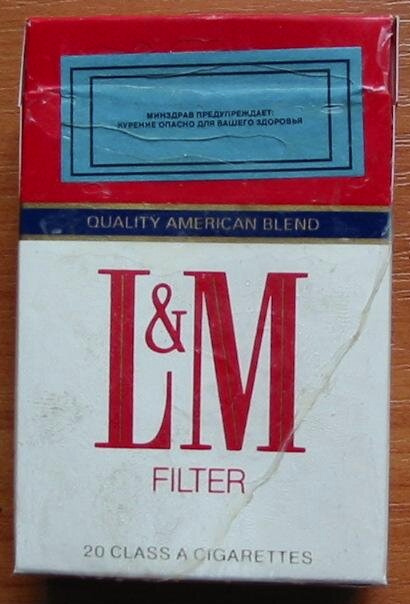 МИНЗДРАВ ПРЕДУПРЕЖДАЕТ:
КУРЕНИЕ ОПАСНО ДЛЯ ВАШЕГО ЗДОРОВЬЯ
QUALITY AMERICAN BLEND
L&M
FILTER
20 CLASS A CIGARETTES